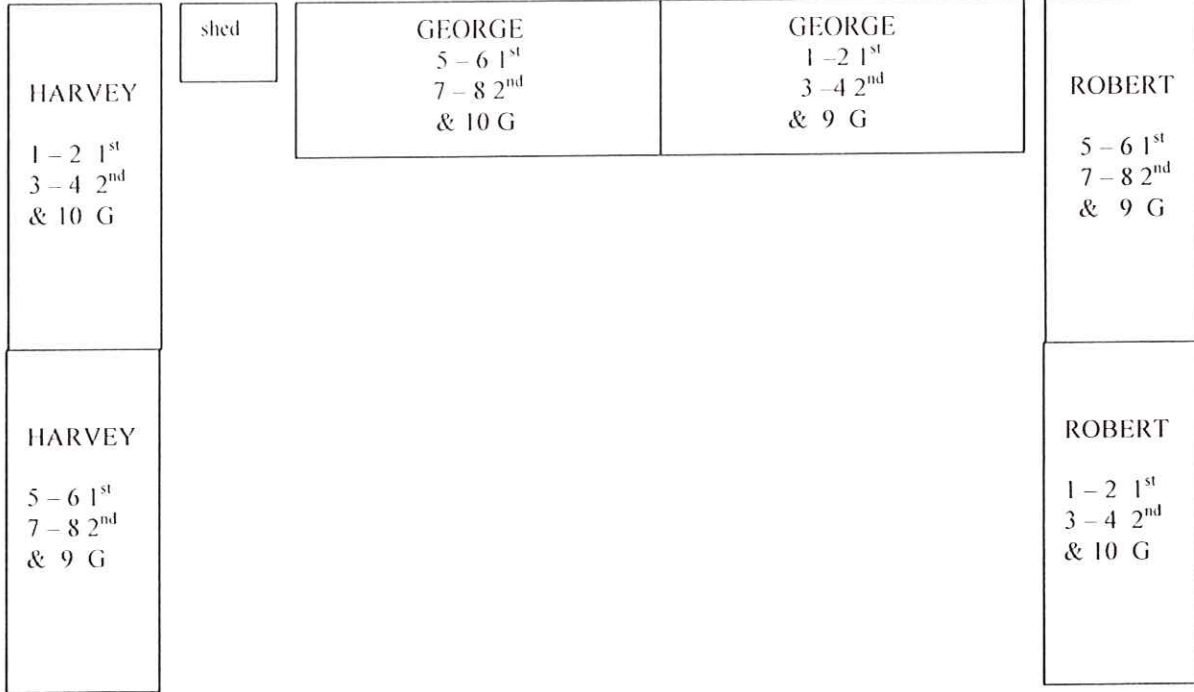 shed
GEORGE
5 – 6 1st
7 – 8 2nd
& 10 G
GEORGE
1 –2 1st
3 –4 2nd
& 9 G
HARVEY
1 – 2 1st
3 – 4 2nd
& 10 G
ROBERT
5 – 6 1st
7 – 8 2nd
& 9 G
HARVEY
5 – 6 1st
7 – 8 2nd
& 9 G
ROBERT
1 – 2 1st
3 – 4 2nd
& 10 G